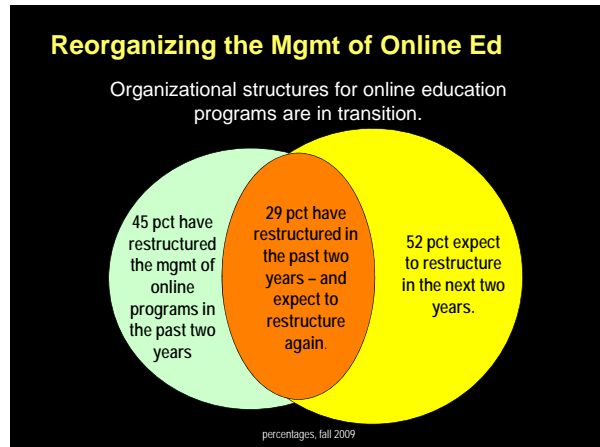 Reorganizing the Mgmt of Online Ed
Organizational structures for online education
programs are in transition.
45 pct have
restructured
the mgmt of
online
programs in
the past two
years
29 pct have
restructured in
the past two
years – and
expect to
restructure
again.
52 pct expect
to restructure
in the next two
years.
percentages, fall 2009